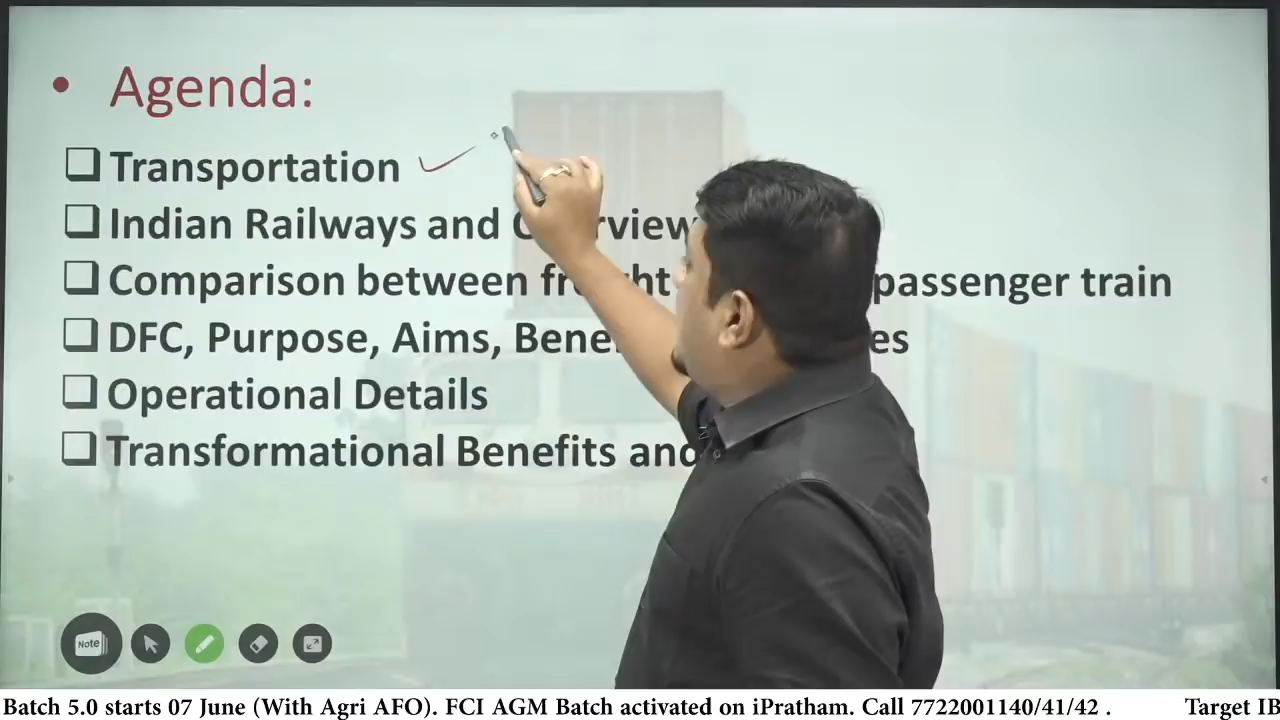 • Agenda:
❑ Transportation
❑ Indian Railways and
❑ Comparison between passenger train
❑ DFC, Purpose, Aims,
❑ Operational Details
❑ Transformational Benefits and
Note
Batch 5.0 starts 07 June (With Agri AFO). FCI AGM Batch activated on iPratham. Call 7722001140/41/42 . Target